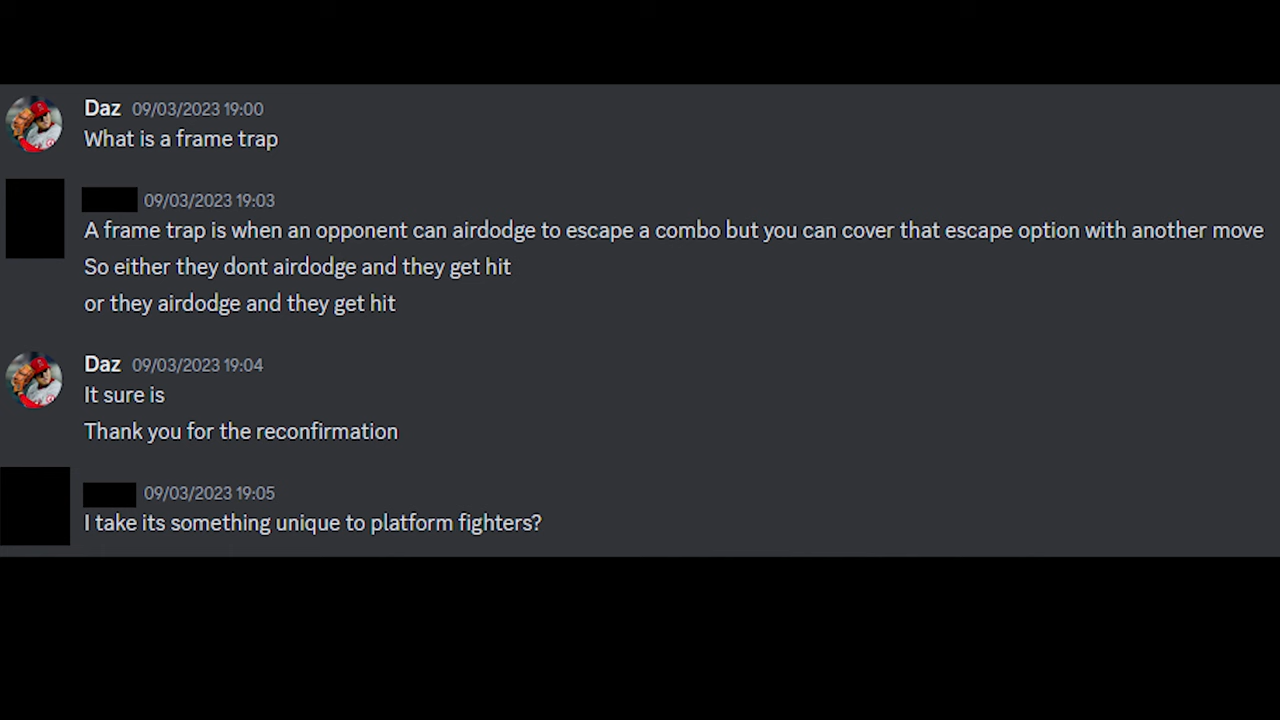 Daz 09/03/2023 19:00
What is a frame trap
09/03/2023 19:03
A frame trap is when an opponent can airdodge to escape a combo but you can cover that escape option with another move
So either they dont airdodge and they get hit
or they airdodge and they get hit
Daz 09/03/2023 19:04
It sure is
Thank you for the reconfirmation
09/03/2023 19:05
I take its something unique to platform fighters?